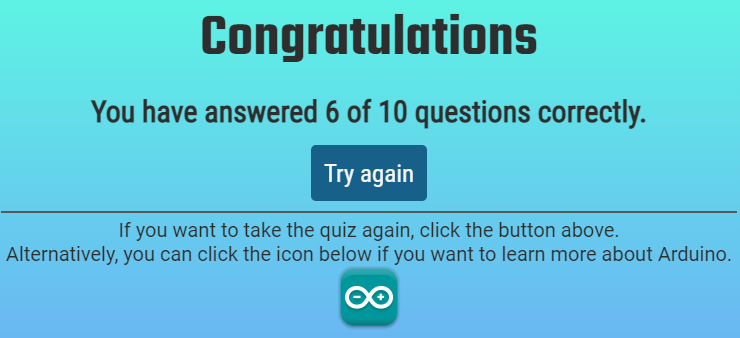 Congratulations
You have answered 6 of 10 questions correctly.
Try again
If you want to take the quiz again, click the button above.
Alternatively, you can click the icon below if you want to learn more about Arduino.